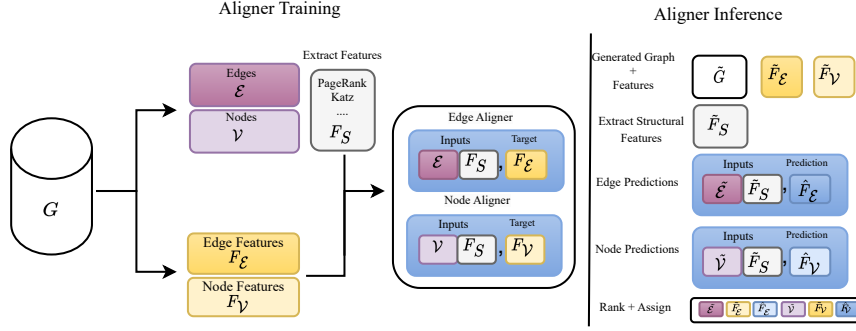 Aligner Training
Extract Features
Edges
ℰ
Nodes
𝒱
PageRank
Katz
....
F_S
G
Edge Features
F_ℰ
Node Features
F_𝒱
Edge Aligner
Inputs Target
ℰ F_S , F_ℰ
Node Aligner
Inputs Target
𝒱 F_S , F_𝒱
Aligner Inference
Generated Graph
+
Features
G̃ F̃_ℰ F̃_𝒱
Extract Structural
Features
F̃_S
Edge Predictions
Inputs Prediction
ℰ̃ F̃_S , F̂_ℰ
Node Predictions
Inputs Prediction
𝒱̃ F̃_S , F̂_𝒱
Rank + Assign
ℰ̃ F̃_ℰ F̂_ℰ 𝒱̃ F̃_𝒱